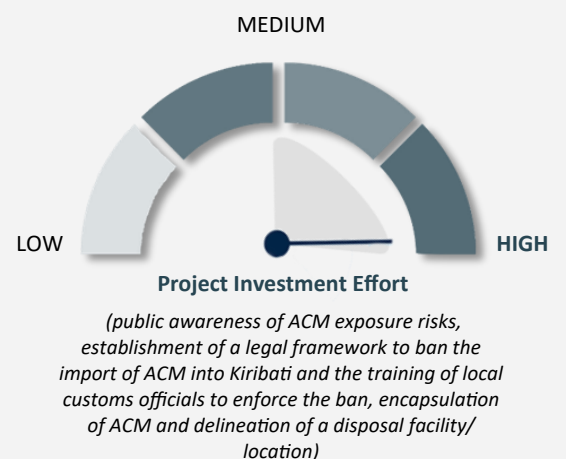 MEDIUM
LOW
HIGH
Project Investment Effort
(public awareness of ACM exposure risks,
establishment of a legal framework to ban the
import of ACM into Kiribati and the training of local
customs officials to enforce the ban, encapsulation
of ACM and delineation of a disposal facility/
location)